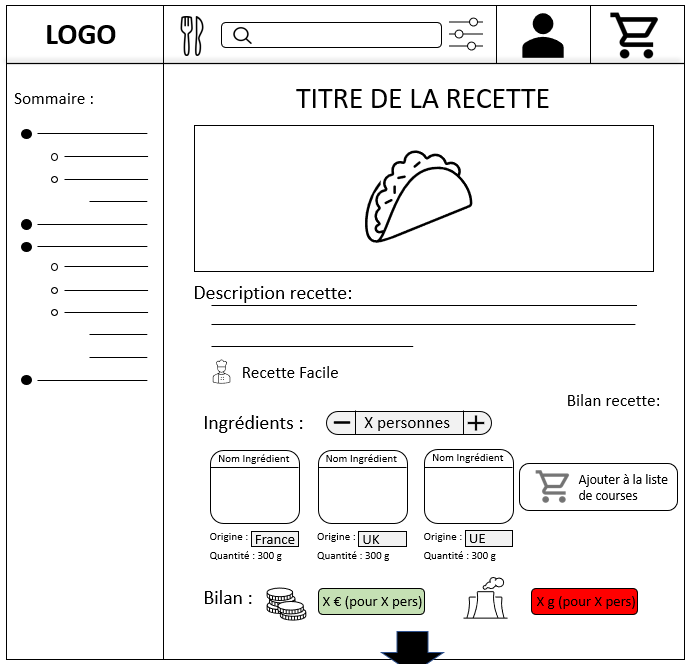 LOGO
Sommaire :
TITRE DE LA RECETTE
Description recette:
Recette Facile
Bilan recette:
Ingrédients :
X personnes
Nom Ingrédient
Nom Ingrédient
Nom Ingrédient
Ajouter à la liste
de courses
Origine : France
Origine : UK
Origine : UE
Quantité : 300 g
Quantité : 300 g
Quantité : 300 g
Bilan :
X € (pour X pers)
X g (pour X pers)